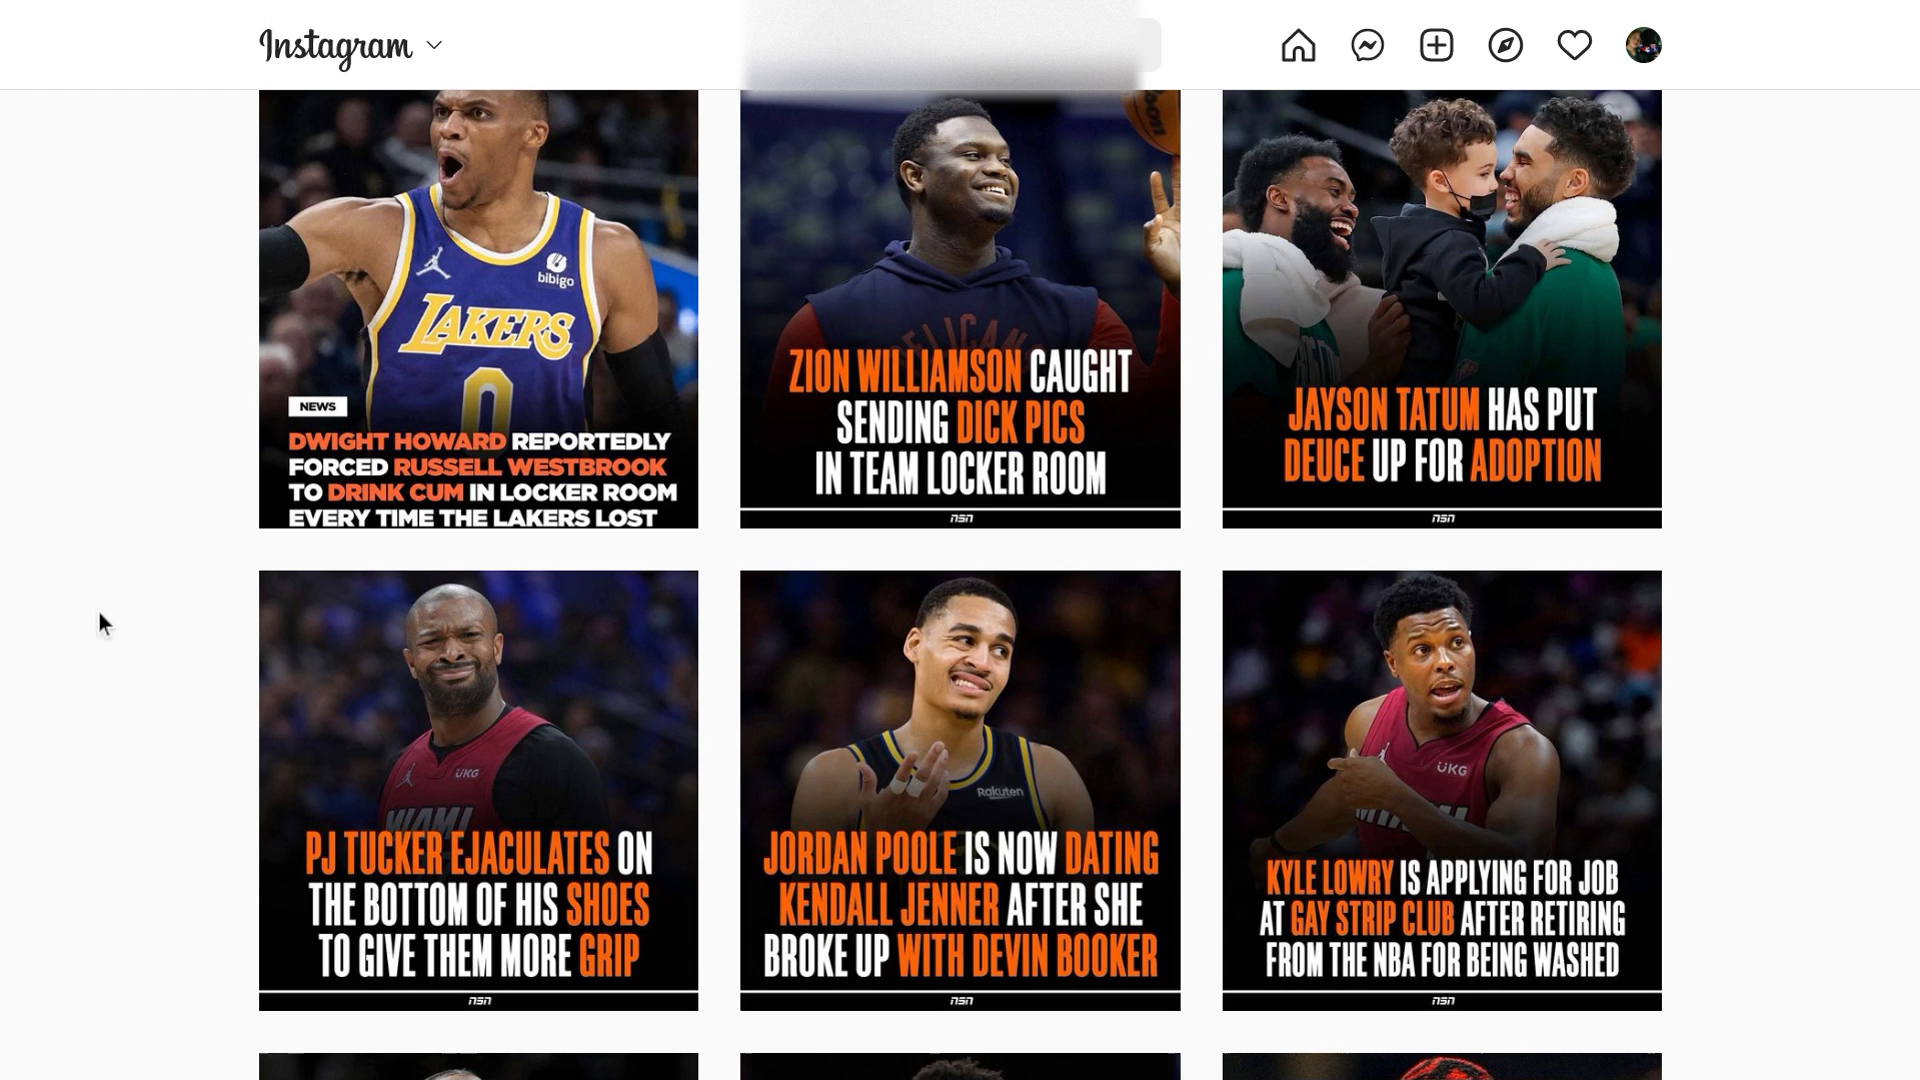 Instagram
bibigo
LAKERS
0
NEWS
DWIGHT HOWARD REPORTEDLY
FORCED RUSSELL WESTBROOK
TO DRINK CUM IN LOCKER ROOM
EVERY TIME THE LAKERS LOST
PELICANS
ZION WILLIAMSON CAUGHT
SENDING DICK PICS
IN TEAM LOCKER ROOM
nsn
JAYSON TATUM HAS PUT
DEUCE UP FOR ADOPTION
nsn
UKG
MIAMI
PJ TUCKER EJACULATES ON
THE BOTTOM OF HIS SHOES
TO GIVE THEM MORE GRIP
nsn
Rakuten
JORDAN POOLE IS NOW DATING
KENDALL JENNER AFTER SHE
BROKE UP WITH DEVIN BOOKER
nsn
UKG
KYLE LOWRY IS APPLYING FOR JOB
AT GAY STRIP CLUB AFTER RETIRING
FROM THE NBA FOR BEING WASHED
nsn